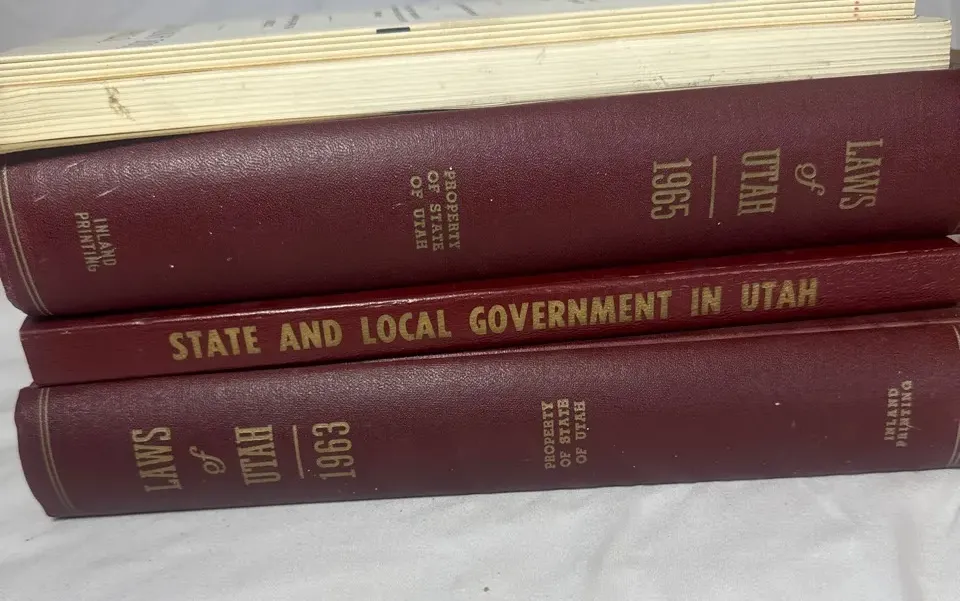 LAWS
of
UTAH
1965
PROPERTY
OF STATE
OF UTAH
INLAND
PRINTING
STATE AND LOCAL GOVERNMENT IN UTAH
LAWS
of
UTAH
1963
PROPERTY
OF STATE
OF UTAH
INLAND
PRINTING